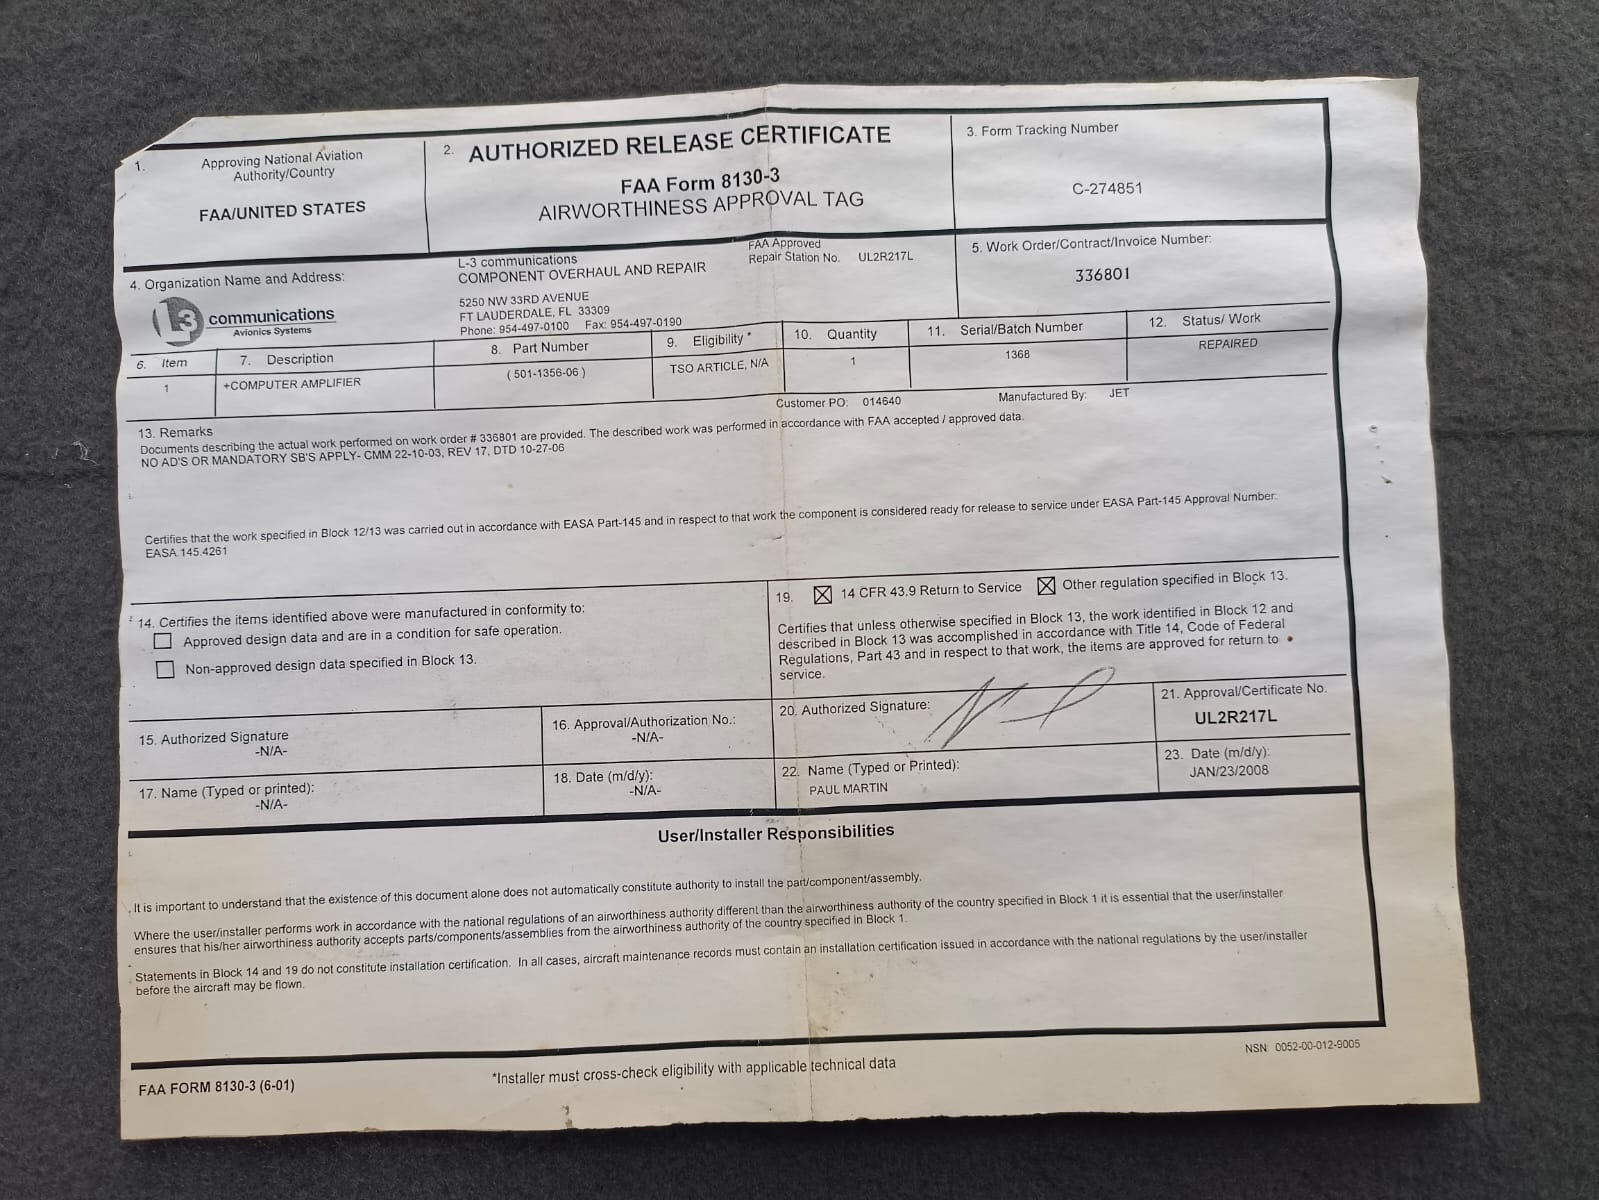 1. Approving National Aviation
Authority/Country
FAA/UNITED STATES
2. AUTHORIZED RELEASE CERTIFICATE
FAA Form 8130-3
AIRWORTHINESS APPROVAL TAG
3. Form Tracking Number
C-274851
4. Organization Name and Address:
L3 communications
Avionics Systems
L-3 communications
COMPONENT OVERHAUL AND REPAIR
5250 NW 33RD AVENUE
FT LAUDERDALE, FL 33309
Phone: 954-497-0100 Fax: 954-497-0190
FAA Approved
Repair Station No. UL2R217L
5. Work Order/Contract/Invoice Number:
336801
6. Item
1
7. Description
+COMPUTER AMPLIFIER
8. Part Number
( 501-1356-06 )
9. Eligibility *
TSO ARTICLE, N/A
10. Quantity
1
11. Serial/Batch Number
1368
12. Status/ Work
REPAIRED
Customer PO: 014640 Manufactured By: JET
13. Remarks
Documents describing the actual work performed on work order # 336801 are provided. The described work was performed in accordance with FAA accepted / approved data.
NO AD'S OR MANDATORY SB'S APPLY- CMM 22-10-03, REV 17, DTD 10-27-06
Certifies that the work specified in Block 12/13 was carried out in accordance with EASA Part-145 and in respect to that work the component is considered ready for release to service under EASA Part-145 Approval Number:
EASA.145.4261
14. Certifies the items identified above were manufactured in conformity to:
Approved design data and are in a condition for safe operation.
Non-approved design data specified in Block 13.
19. ☒ 14 CFR 43.9 Return to Service ☒ Other regulation specified in Block 13.
Certifies that unless otherwise specified in Block 13, the work identified in Block 12 and
described in Block 13 was accomplished in accordance with Title 14, Code of Federal
Regulations, Part 43 and in respect to that work, the items are approved for return to
service.
15. Authorized Signature
-N/A-
16. Approval/Authorization No.:
-N/A-
20. Authorized Signature:
21. Approval/Certificate No.
UL2R217L
17. Name (Typed or printed):
-N/A-
18. Date (m/d/y):
-N/A-
22. Name (Typed or Printed):
PAUL MARTIN
23. Date (m/d/y):
JAN/23/2008
User/Installer Responsibilities
It is important to understand that the existence of this document alone does not automatically constitute authority to install the part/component/assembly.
Where the user/installer performs work in accordance with the national regulations of an airworthiness authority different than the airworthiness authority of the country specified in Block 1 it is essential that the user/installer
ensures that his/her airworthiness authority accepts parts/components/assemblies from the airworthiness authority of the country specified in Block 1.
Statements in Block 14 and 19 do not constitute installation certification. In all cases, aircraft maintenance records must contain an installation certification issued in accordance with the national regulations by the user/installer
before the aircraft may be flown.
FAA FORM 8130-3 (6-01)
*Installer must cross-check eligibility with applicable technical data
NSN: 0052-00-012-9005